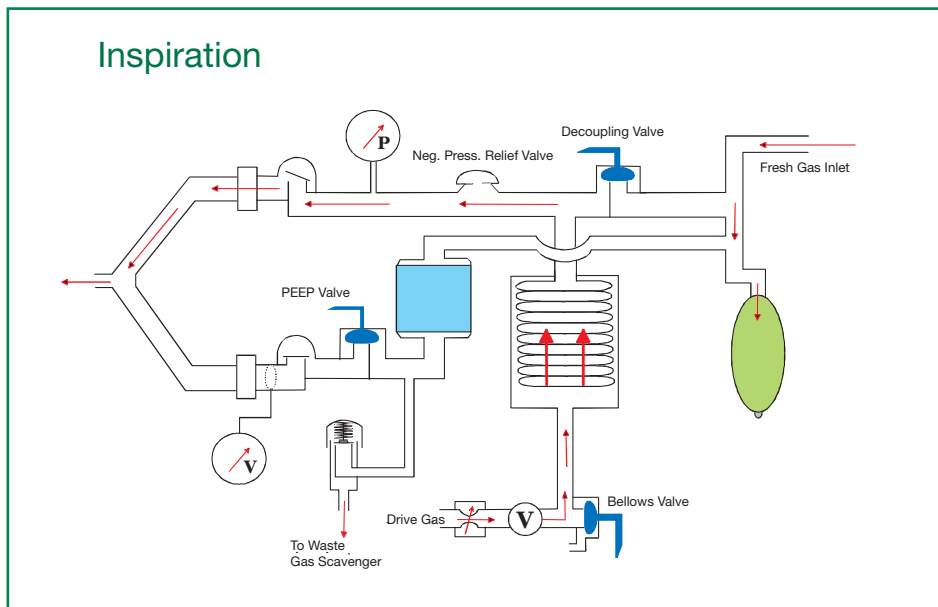 Inspiration
Decoupling Valve
P
Neg. Press. Relief Valve
Fresh Gas Inlet
PEEP Valve
V
Bellows Valve
Drive Gas
V
To Waste
Gas Scavenger